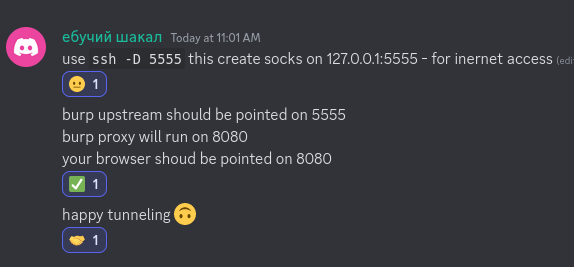 ебучий шакал Today at 11:01 AM
use ssh -D 5555 this create socks on 127.0.0.1:5555 - for inernet access (edi
1
burp upstream should be pointed on 5555
burp proxy will run on 8080
your browser shoud be pointed on 8080
1
happy tunneling
1